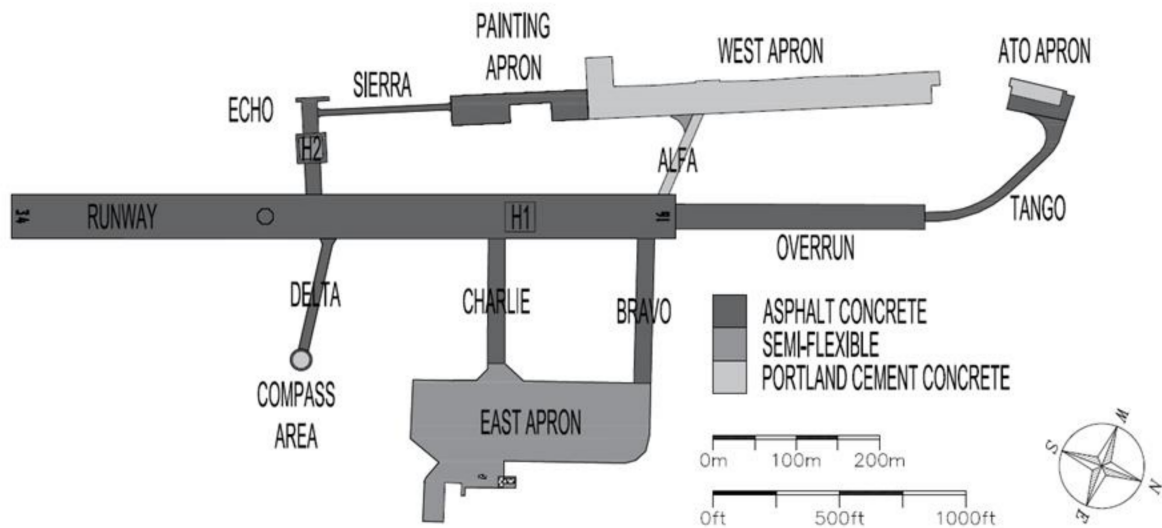 PAINTING
APRON
WEST APRON
ATO APRON
SIERRA
ECHO
H2
ALFA
34
RUNWAY
H1
16
TANGO
OVERRUN
DELTA
CHARLIE
BRAVO
ASPHALT CONCRETE
SEMI-FLEXIBLE
PORTLAND CEMENT CONCRETE
COMPASS
AREA
EAST APRON
0m 100m 200m
0ft 500ft 1000ft
W
S
N
E